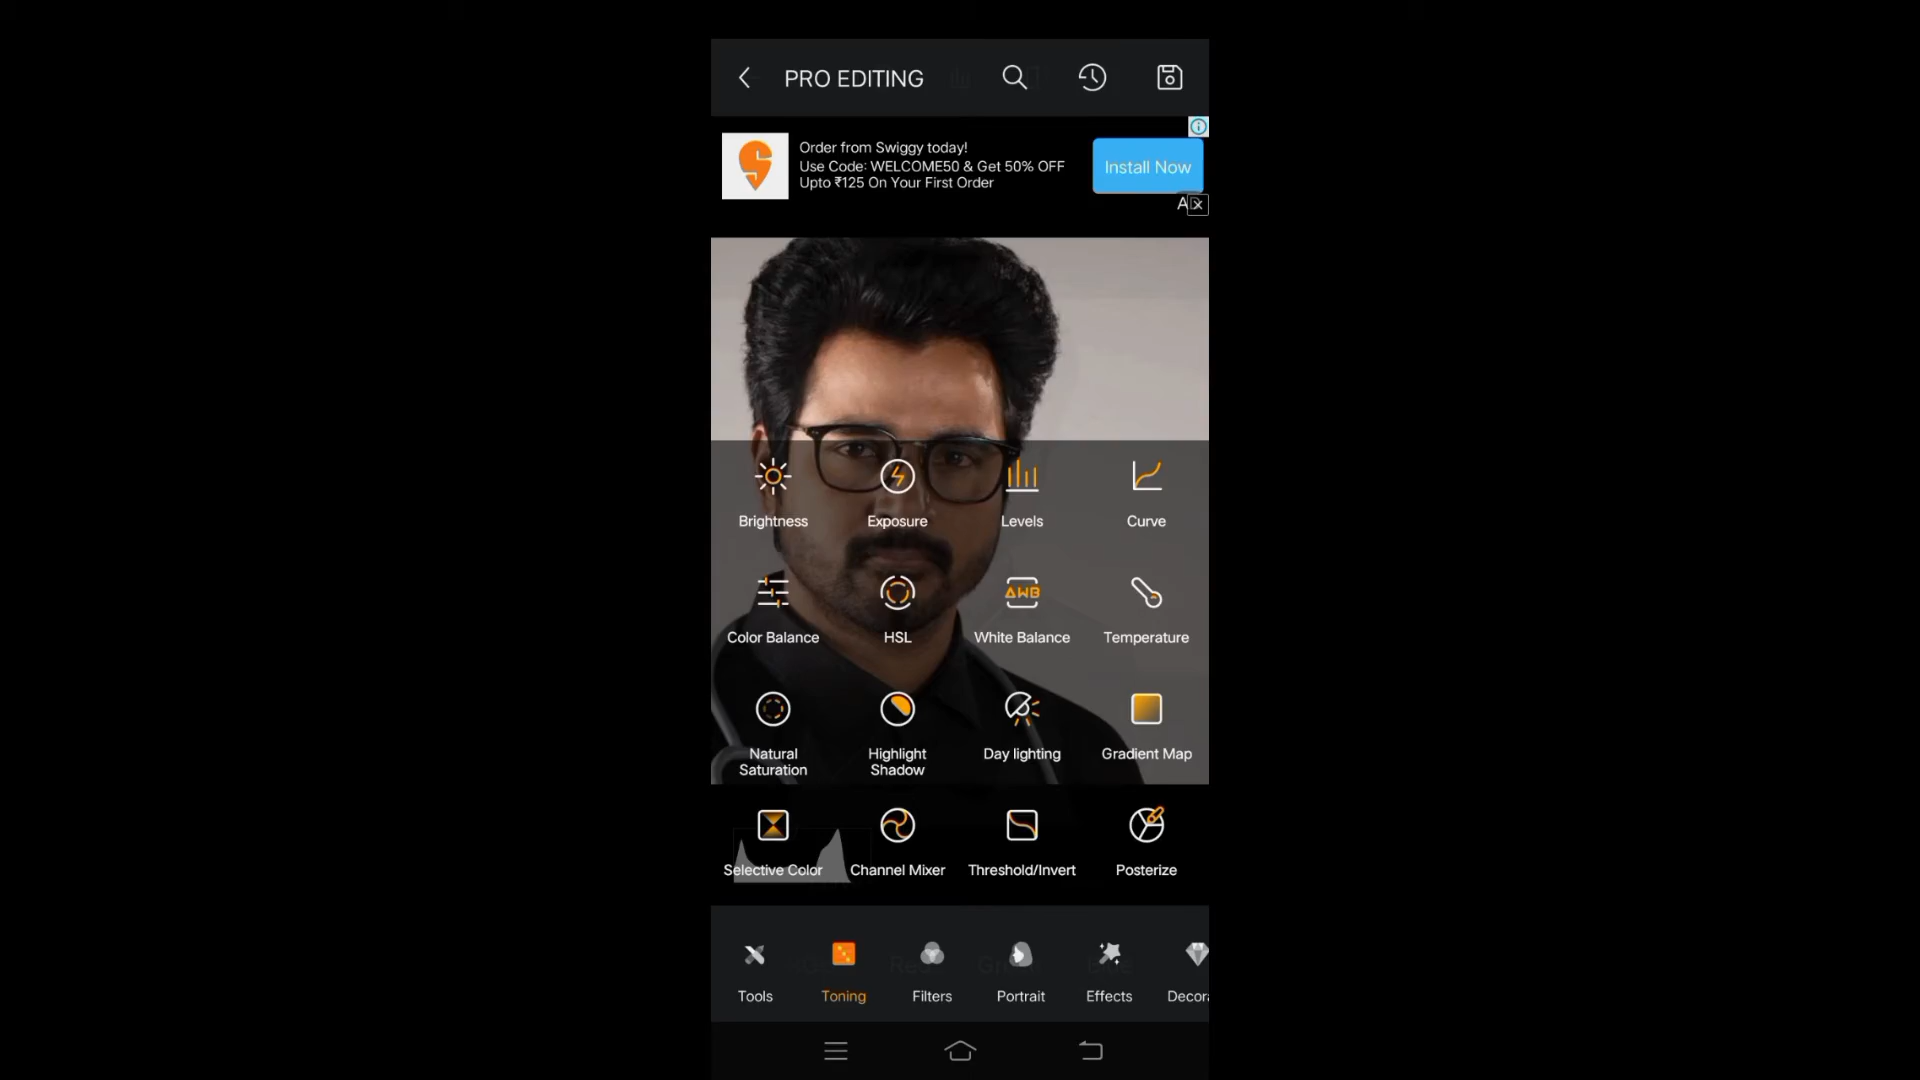 PRO EDITING
Order from Swiggy today!
Use Code: WELCOME50 & Get 50% OFF
Upto ₹125 On Your First Order
Install Now
Brightness
Exposure
Levels
Curve
AWB
Color Balance
HSL
White Balance
Temperature
Natural
Saturation
Highlight
Shadow
Day lighting
Gradient Map
Selective Color
Channel Mixer
Threshold/Invert
Posterize
Tools
Toning
Filters
Portrait
Effects
Decor